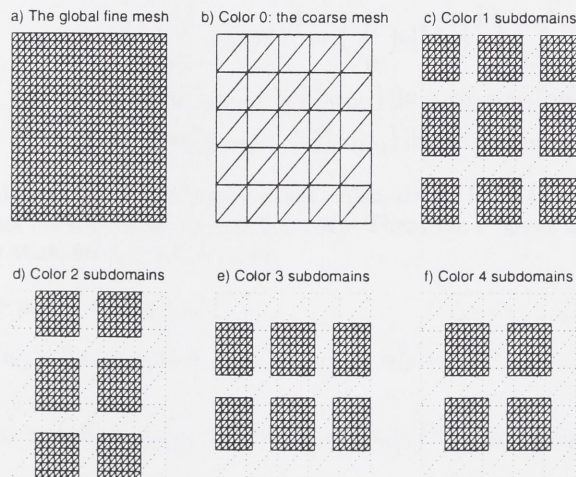 a) The global fine mesh
b) Color 0: the coarse mesh
c) Color 1 subdomains
d) Color 2 subdomains
e) Color 3 subdomains
f) Color 4 subdomains